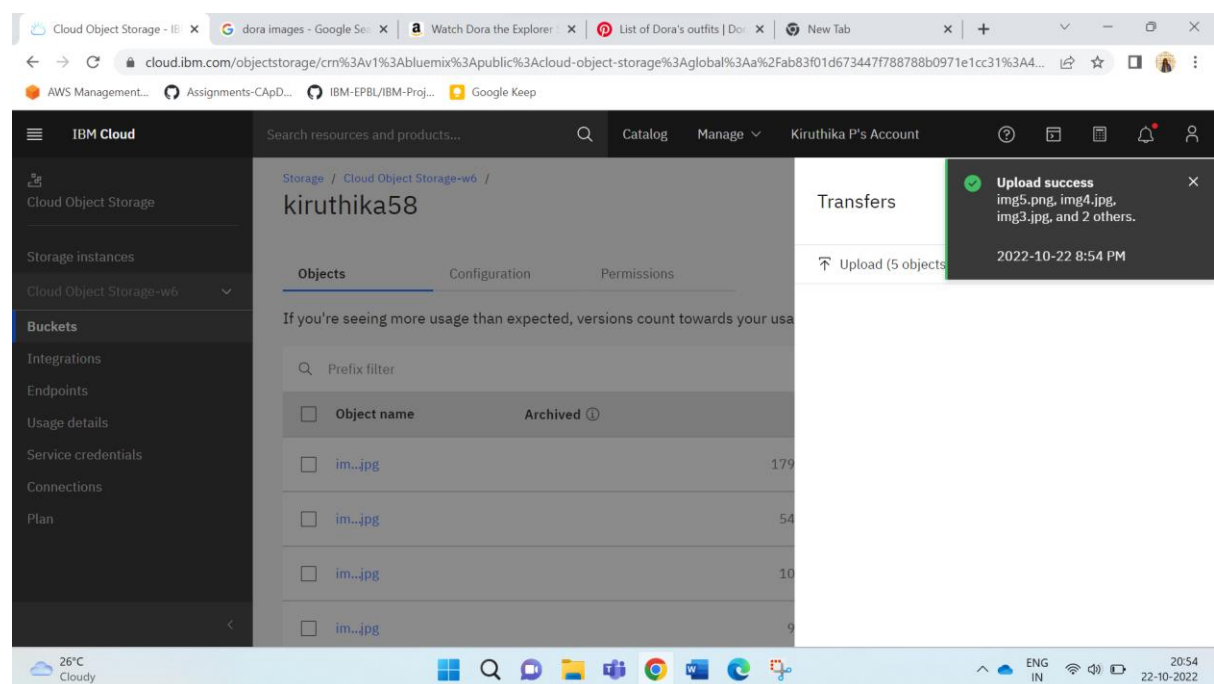 Cloud Object Storage - IB
dora images - Google Sea
Watch Dora the Explorer
List of Dora's outfits | Dor
New Tab
cloud.ibm.com/objectstorage/crn%3Av1%3Abluemix%3Apublic%3Acloud-object-storage%3Aglobal%3Aa%2Fab83f01d673447f788788b0971e1cc31%3A4...
AWS Management...
Assignments-CApD...
IBM-EPBL/IBM-Proj...
Google Keep
IBM Cloud
Search resources and products...
Catalog
Manage
Kiruthika P's Account
Cloud Object Storage
Storage instances
Cloud Object Storage-w6
Buckets
Integrations
Endpoints
Usage details
Service credentials
Connections
Plan
Storage / Cloud Object Storage-w6 /
kiruthika58
Objects
Configuration
Permissions
If you're seeing more usage than expected, versions count towards your usa
Prefix filter
Object name
Archived
im...jpg
179
im...jpg
54
im...jpg
10
im...jpg
9
Transfers
Upload (5 objects
Upload success
img5.png, img4.jpg,
img3.jpg, and 2 others.
2022-10-22 8:54 PM
26°C
Cloudy
ENG
IN
20:54
22-10-2022